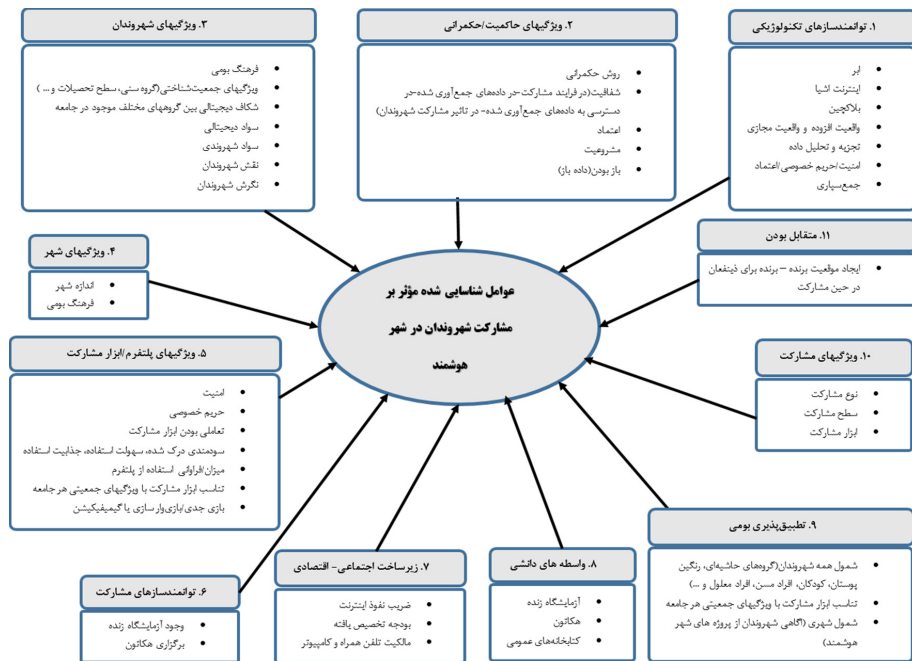 ۱. توانمندسازهای تکنولوژیکی
ابر
اینترنت اشیا
بلاکچین
واقعیت افزوده و واقعیت مجازی
تجزیه و تحلیل داده
امنیت/حریم خصوصی/اعتماد
جمع‌سپاری
۲. ویژگیهای حاکمیت/حکمرانی
روش حکمرانی
شفافیت(در فرایند مشارکت-در داده‌های جمع‌آوری شده-در
دسترسی به داده‌های جمع‌آوری شده- در تاثیر مشارکت شهروندان)
اعتماد
مشروعیت
باز بودن(داده باز)
۳. ویژگیهای شهروندان
فرهنگ بومی
ویژگیهای جمعیت‌شناختی(گروه سنی، سطح تحصیلات و ... )
شکاف دیجیتالی بین گروههای مختلف موجود در جامعه
سواد دیجیتالی
سواد شهروندی
نقش شهروندان
نگرش شهروندان
۴. ویژگیهای شهر
اندازه شهر
فرهنگ بومی
عوامل شناسایی شده مؤثر بر
مشارکت شهروندان در شهر
هوشمند
۵. ویژگیهای پلتفرم/ابزار مشارکت
امنیت
حریم خصوصی
تعاملی بودن ابزار مشارکت
سودمندی درک شده، سهولت استفاده، جذابیت استفاده
میزان/فراوانی استفاده از پلتفرم
تناسب ابزار مشارکت با ویژگیهای جمعیتی هر جامعه
بازی جدی/بازی‌وار سازی یا گیمیفیکیشن
۶. توانمندسازهای مشارکت
وجود آزمایشگاه زنده
برگزاری هکاتون
۷. زیرساخت اجتماعی- اقتصادی
ضریب نفوذ اینترنت
بودجه تخصیص یافته
مالکیت تلفن همراه و کامپیوتر
۸. واسطه های دانشی
آزمایشگاه زنده
هکاتون
کتابخانه‌های عمومی
۹. تطبیق‌پذیری بومی
شمول همه شهروندان(گروه‌های حاشیه‌ای، رنگین
پوستان، کودکان، افراد مسن، افراد معلول و ...)
تناسب ابزار مشارکت با ویژگیهای جمعیتی هر جامعه
شمول شهری (آگاهی شهروندان از پروژه های شهر
هوشمند)
۱۰. ویژگیهای مشارکت
نوع مشارکت
سطح مشارکت
ابزار مشارکت
۱۱. متقابل بودن
ایجاد موقعیت برنده – برنده برای ذینفعان
در حین مشارکت